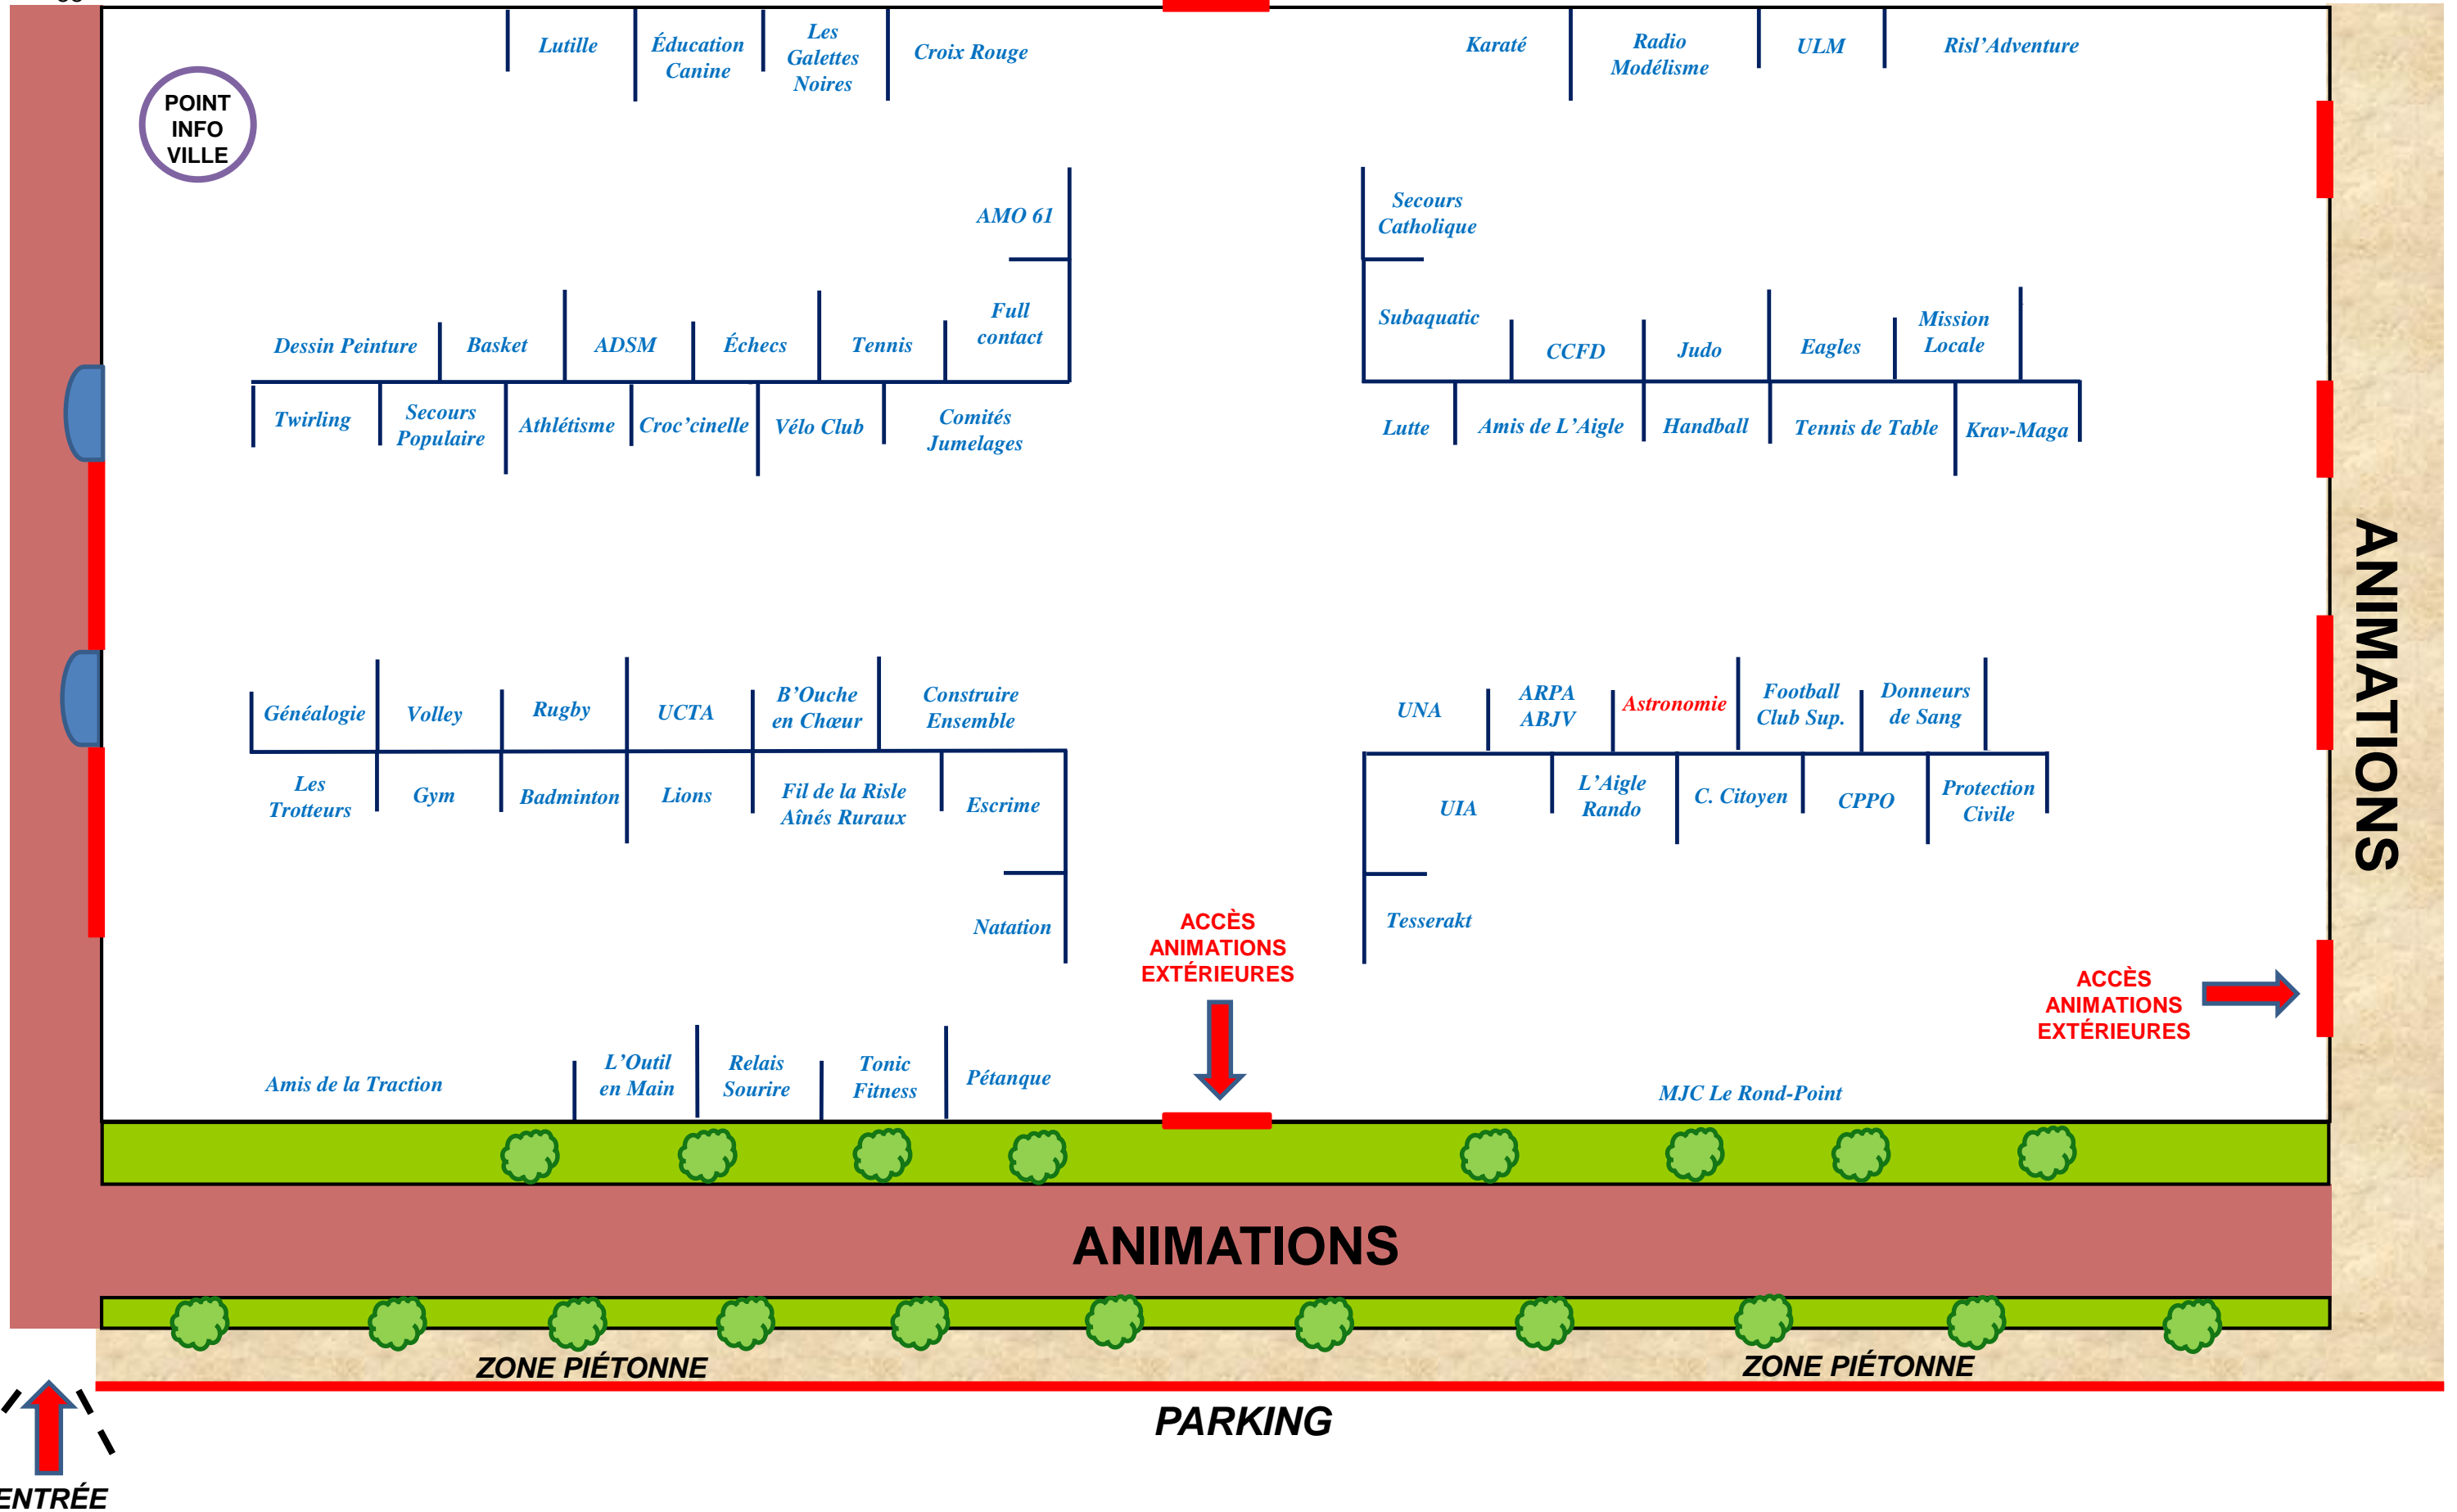 Lutille
Éducation
Canine
Les
Galettes
Noires
Croix Rouge
Karaté
Radio
Modélisme
ULM
Risl'Adventure
POINT
INFO
VILLE
AMO 61
Secours
Catholique
Dessin Peinture
Basket
ADSM
Échecs
Tennis
Full
contact
Subaquatic
CCFD
Judo
Eagles
Mission
Locale
Twirling
Secours
Populaire
Athlétisme
Croc'cinelle
Vélo Club
Comités
Jumelages
Lutte
Amis de L'Aigle
Handball
Tennis de Table
Krav-Maga
ANIMATIONS
Généalogie
Volley
Rugby
UCTA
B'Ouche
en Chœur
Construire
Ensemble
UNA
ARPA
ABJV
Astronomie
Football
Club Sup.
Donneurs
de Sang
Les
Trotteurs
Gym
Badminton
Lions
Fil de la Risle
Aînés Ruraux
Escrime
UIA
L'Aigle
Rando
C. Citoyen
CPPO
Protection
Civile
Natation
ACCÈS
ANIMATIONS
EXTÉRIEURES
Tesserakt
ACCÈS
ANIMATIONS
EXTÉRIEURES
Amis de la Traction
L'Outil
en Main
Relais
Sourire
Tonic
Fitness
Pétanque
MJC Le Rond-Point
ANIMATIONS
ZONE PIÉTONNE
ZONE PIÉTONNE
PARKING
ENTRÉE